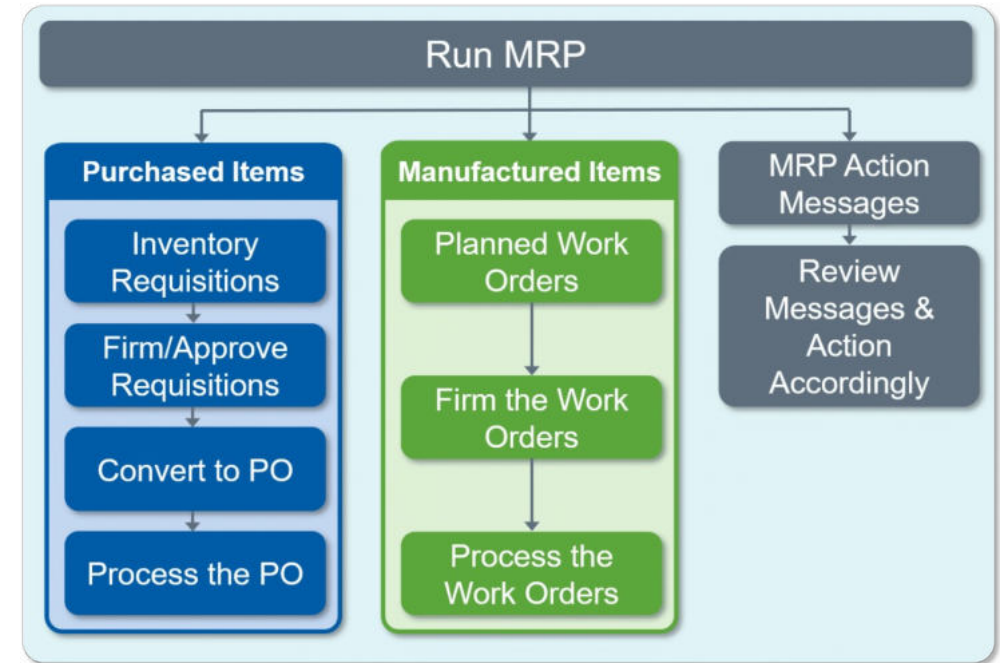 Run MRP
Purchased Items
Inventory
Requisitions
Firm/Approve
Requisitions
Convert to PO
Process the PO
Manufactured Items
Planned Work
Orders
Firm the Work
Orders
Process the
Work Orders
MRP Action
Messages
Review
Messages &
Action
Accordingly